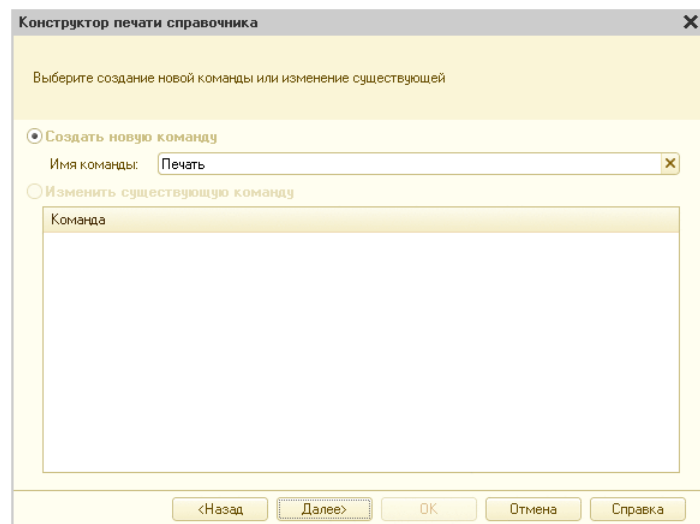 Конструктор печати справочника
Выберите создание новой команды или изменение существующей
Создать новую команду
Имя команды: Печать
Изменить существующую команду
Команда
<Назад Далее> OK Отмена Справка